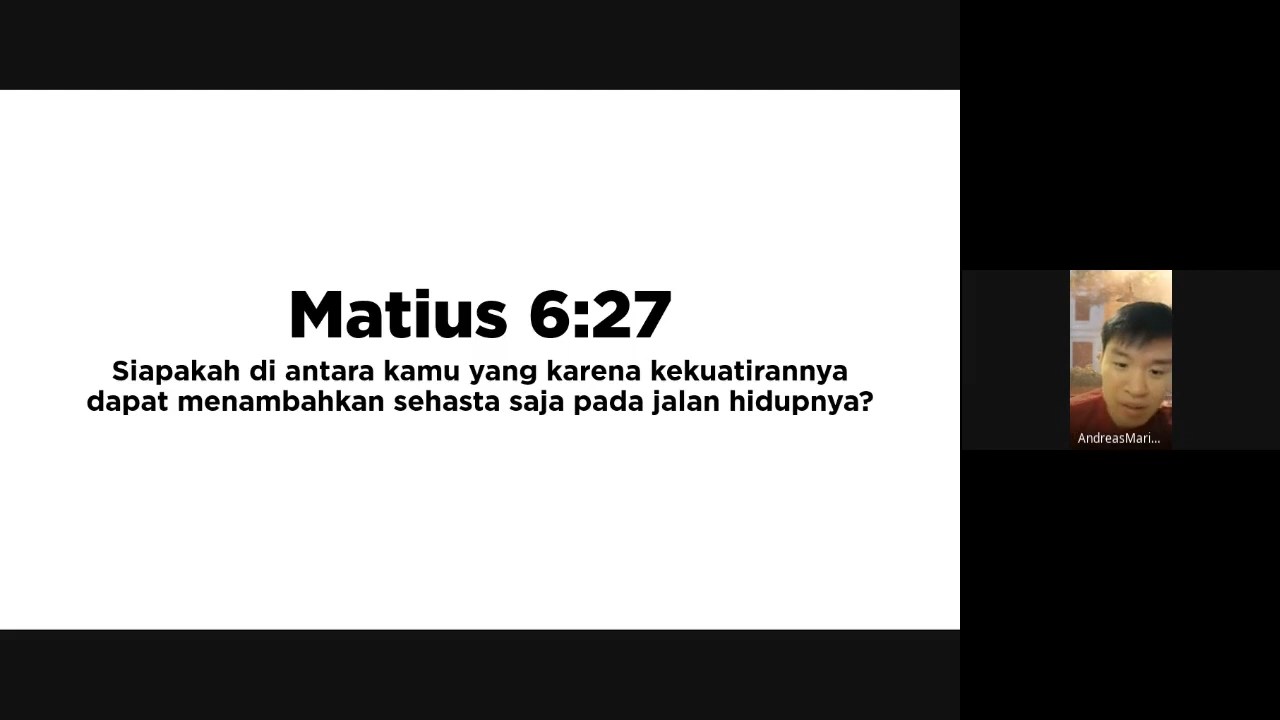 Matius 6:27
Siapakah di antara kamu yang karena kekuatirannya
dapat menambahkan sehasta saja pada jalan hidupnya?
AndreasMari...